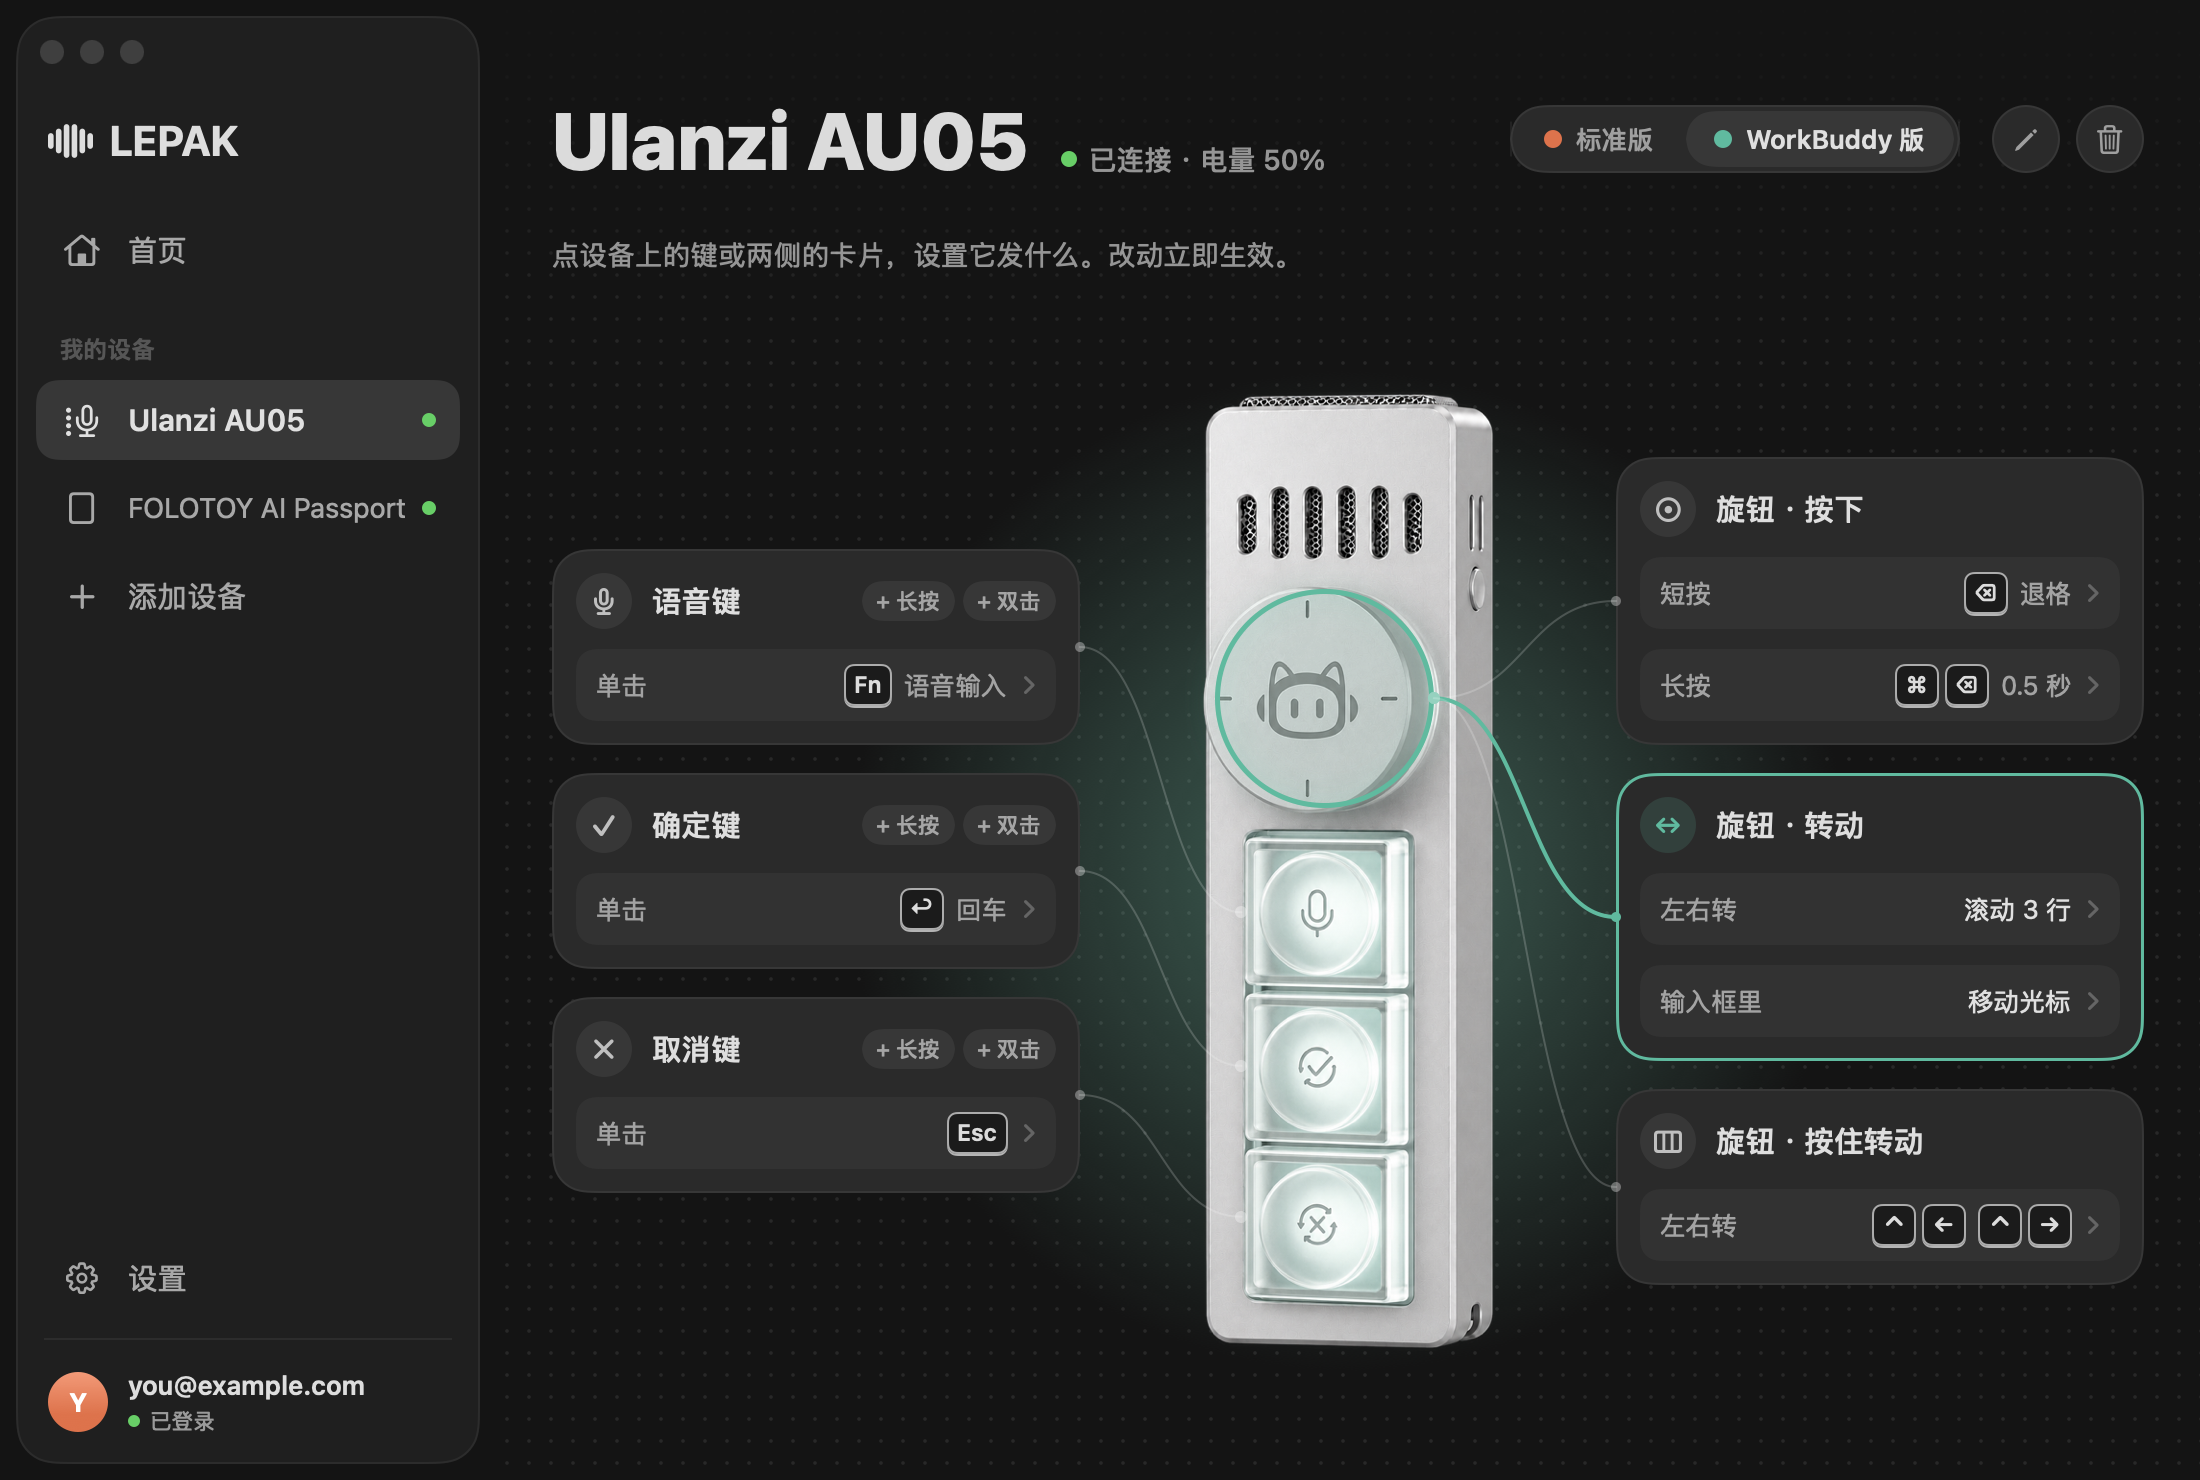 LEPAK
首页
我的设备
Ulanzi AU05
FOLOTOY AI Passport
添加设备
设置
Y
you@example.com
已登录
Ulanzi AU05
已连接 · 电量 50%
标准版
WorkBuddy 版
点设备上的键或两侧的卡片，设置它发什么。改动立即生效。
语音键 + 长按 + 双击
单击 Fn 语音输入
确定键 + 长按 + 双击
单击 回车
取消键 + 长按 + 双击
单击 Esc
旋钮 · 按下
短按 退格
长按 ⌘ 0.5 秒
旋钮 · 转动
左右转 滚动 3 行
输入框里 移动光标
旋钮 · 按住转动
左右转 ^ ← ^ →